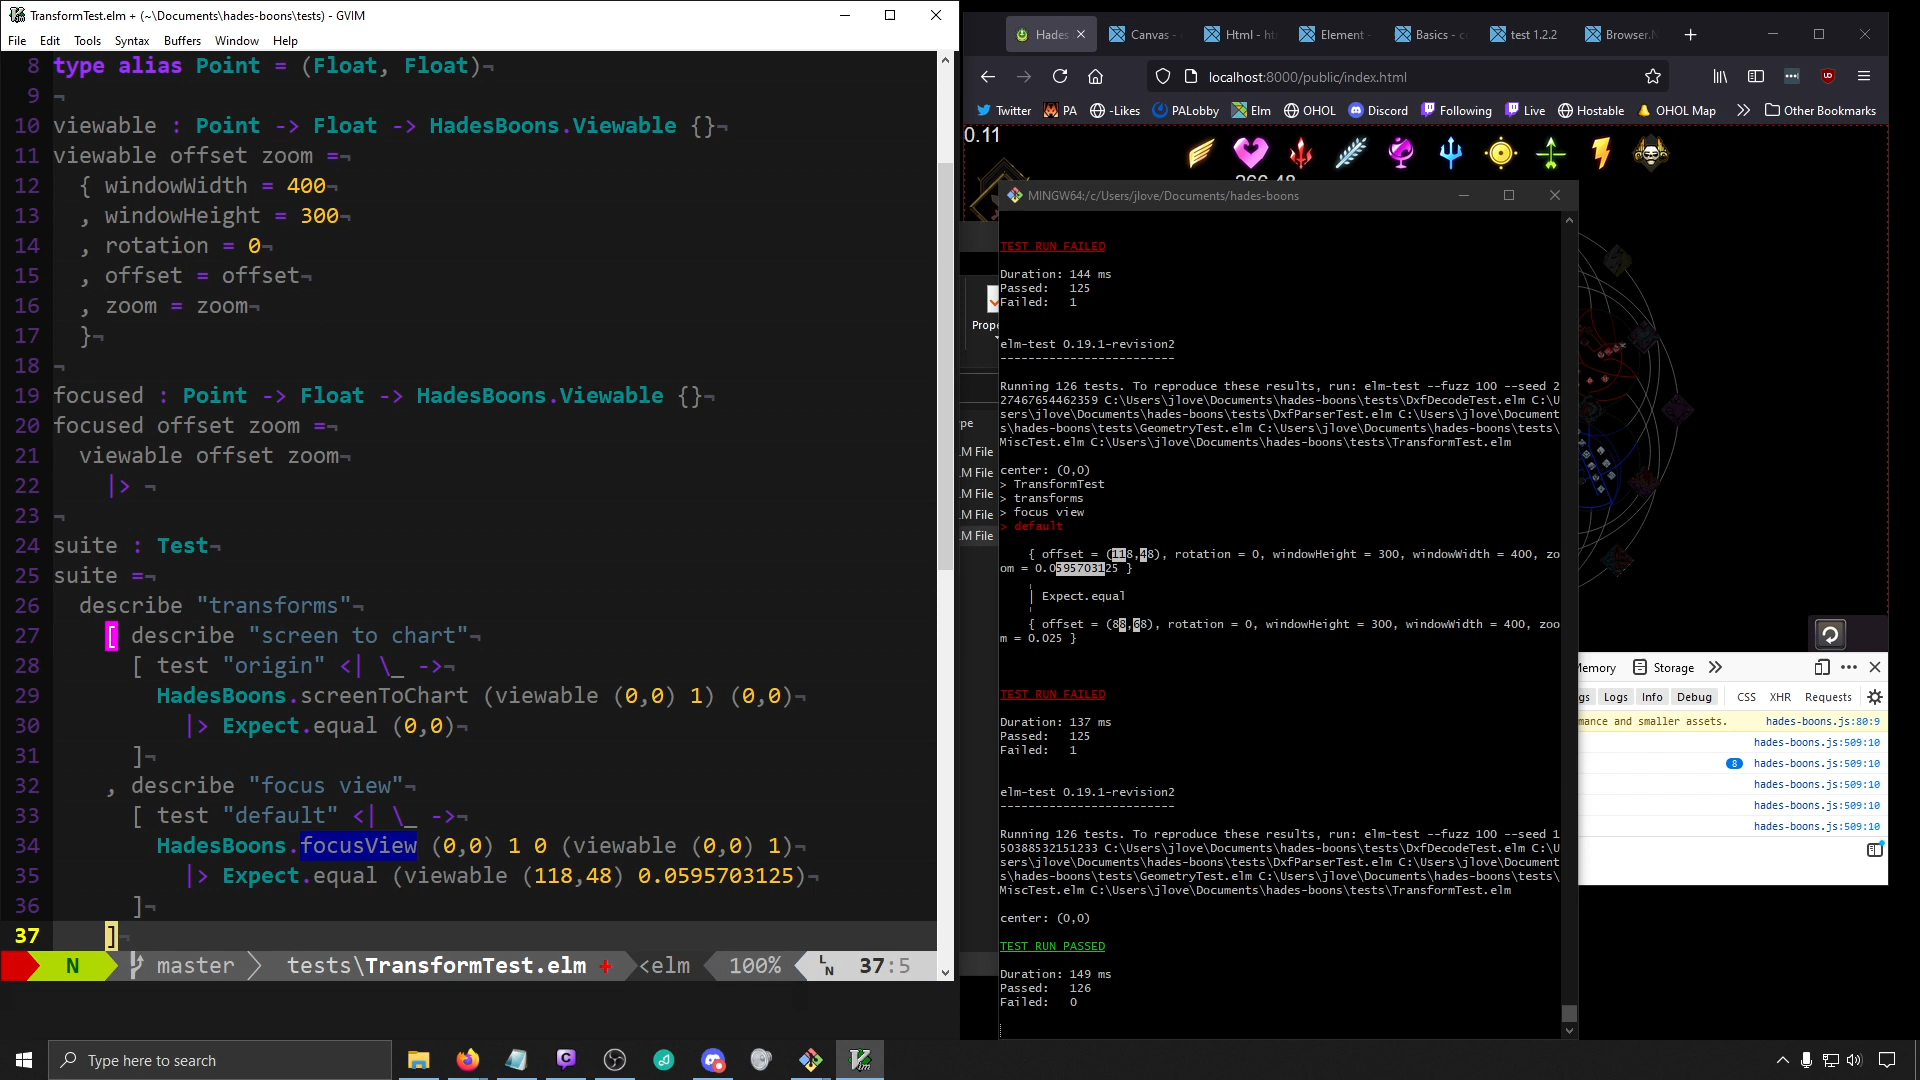 TransformTest.elm + (~\Documents\hades-boons\tests) - GVIM
File Edit Tools Syntax Buffers Window Help
8 type alias Point = (Float, Float)¬
9 ¬
10 viewable : Point -> Float -> HadesBoons.Viewable {}¬
11 viewable offset zoom =¬
12 { windowWidth = 400¬
13 , windowHeight = 300¬
14 , rotation = 0¬
15 , offset = offset¬
16 , zoom = zoom¬
17 }¬
18 ¬
19 focused : Point -> Float -> HadesBoons.Viewable {}¬
20 focused offset zoom =¬
21 viewable offset zoom¬
22 |> ¬
23 ¬
24 suite : Test¬
25 suite =¬
26 describe "transforms"¬
27 [ describe "screen to chart"¬
28 [ test "origin" <| \_ ->¬
29 HadesBoons.screenToChart (viewable (0,0) 1) (0,0)¬
30 |> Expect.equal (0,0)¬
31 ]¬
32 , describe "focus view"¬
33 [ test "default" <| \_ ->¬
34 HadesBoons.focusView (0,0) 1 0 (viewable (0,0) 1)¬
35 |> Expect.equal (viewable (118,48) 0.0595703125)¬
36 ]¬
37 ]¬
N master tests\TransformTest.elm + <elm 100% LN 37:5
Hades Canvas - Html - ht Element - Basics - co test 1.2.2 Browser.N
localhost:8000/public/index.html
Twitter PA -Likes PALobby Elm OHOL Discord Following Live Hostable OHOL Map Other Bookmarks
0.11
266.48
Prope
pe
.M File
.M File
.M File
.M File
.M File
MINGW64:/c/Users/jlove/Documents/hades-boons
TEST RUN FAILED
Duration: 144 ms
Passed: 125
Failed: 1
elm-test 0.19.1-revision2
-------------------------
Running 126 tests. To reproduce these results, run: elm-test --fuzz 100 --seed 2
27467654462359 C:\Users\jlove\Documents\hades-boons\tests\DxfDecodeTest.elm C:\U
sers\jlove\Documents\hades-boons\tests\DxfParserTest.elm C:\Users\jlove\Document
s\hades-boons\tests\GeometryTest.elm C:\Users\jlove\Documents\hades-boons\tests\
MiscTest.elm C:\Users\jlove\Documents\hades-boons\tests\TransformTest.elm
center: (0,0)
> TransformTest
> transforms
> focus view
> default
{ offset = (118,48), rotation = 0, windowHeight = 300, windowWidth = 400, zo
om = 0.0595703125 }
| Expect.equal
{ offset = (88,68), rotation = 0, windowHeight = 300, windowWidth = 400, zoo
m = 0.025 }
TEST RUN FAILED
Duration: 137 ms
Passed: 125
Failed: 1
elm-test 0.19.1-revision2
-------------------------
Running 126 tests. To reproduce these results, run: elm-test --fuzz 100 --seed 1
50388532151233 C:\Users\jlove\Documents\hades-boons\tests\DxfDecodeTest.elm C:\U
sers\jlove\Documents\hades-boons\tests\DxfParserTest.elm C:\Users\jlove\Document
s\hades-boons\tests\GeometryTest.elm C:\Users\jlove\Documents\hades-boons\tests\
MiscTest.elm C:\Users\jlove\Documents\hades-boons\tests\TransformTest.elm
center: (0,0)
TEST RUN PASSED
Duration: 149 ms
Passed: 126
Failed: 0
Memory Storage
gs Logs Info Debug CSS XHR Requests
mance and smaller assets. hades-boons.js:80:9
hades-boons.js:509:10
8 hades-boons.js:509:10
hades-boons.js:509:10
hades-boons.js:509:10
hades-boons.js:509:10
Type here to search